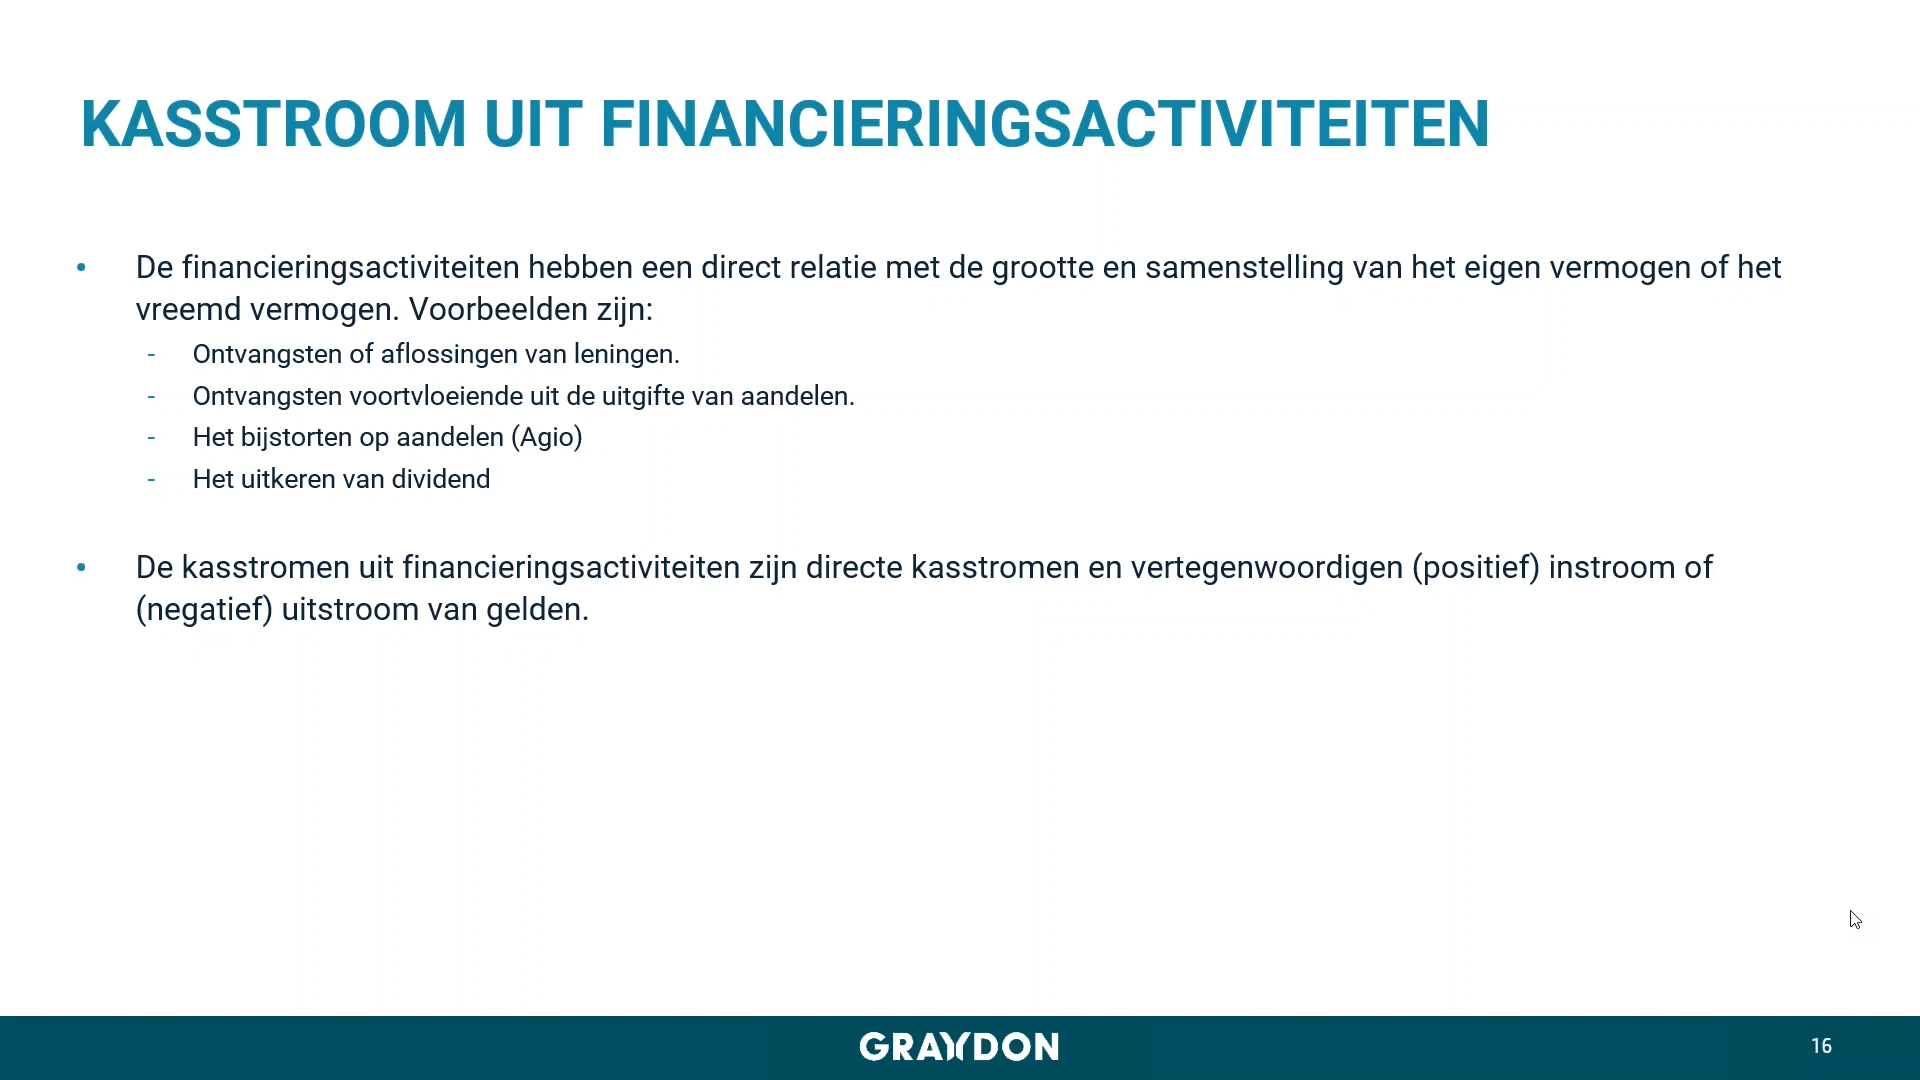 KASSTROOM UIT FINANCIERINGSACTIVITEITEN
• De financieringsactiviteiten hebben een direct relatie met de grootte en samenstelling van het eigen vermogen of het
vreemd vermogen. Voorbeelden zijn:
- Ontvangsten of aflossingen van leningen.
- Ontvangsten voortvloeiende uit de uitgifte van aandelen.
- Het bijstorten op aandelen (Agio)
- Het uitkeren van dividend
• De kasstromen uit financieringsactiviteiten zijn directe kasstromen en vertegenwoordigen (positief) instroom of
(negatief) uitstroom van gelden.
GRAYDON
16